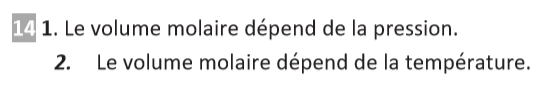 14 1. Le volume molaire dépend de la pression.
2. Le volume molaire dépend de la température.